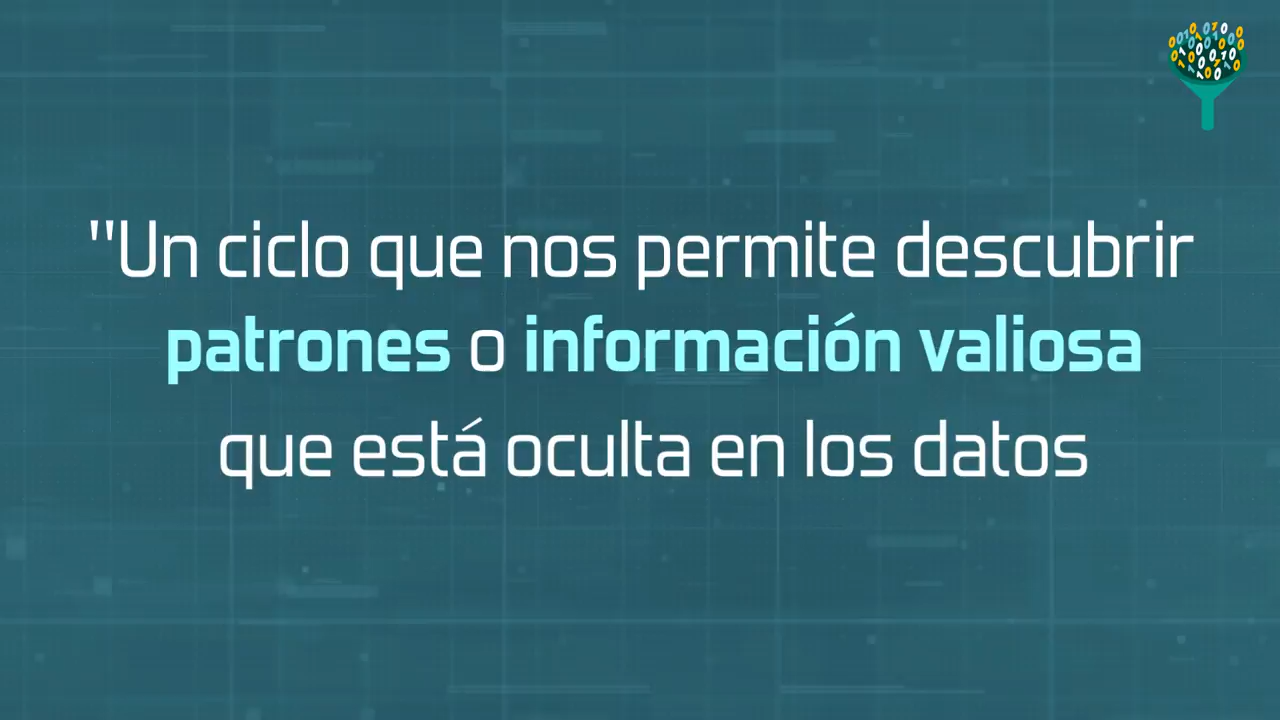 "Un ciclo que nos permite descubrir
patrones o información valiosa
que está oculta en los datos